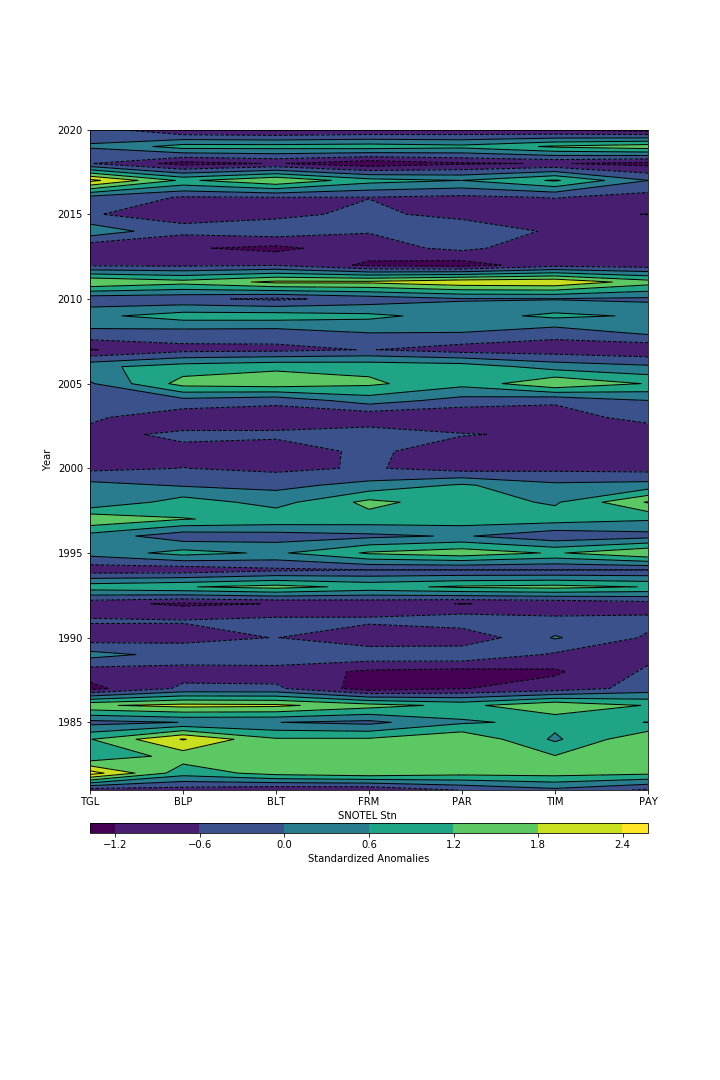 2020
2015
2010
2005
2000
1995
1990
1985
Year
TGL BLP BLT FRM PAR TIM PAY
SNOTEL Stn
−1.2 −0.6 0.0 0.6 1.2 1.8 2.4
Standardized Anomalies